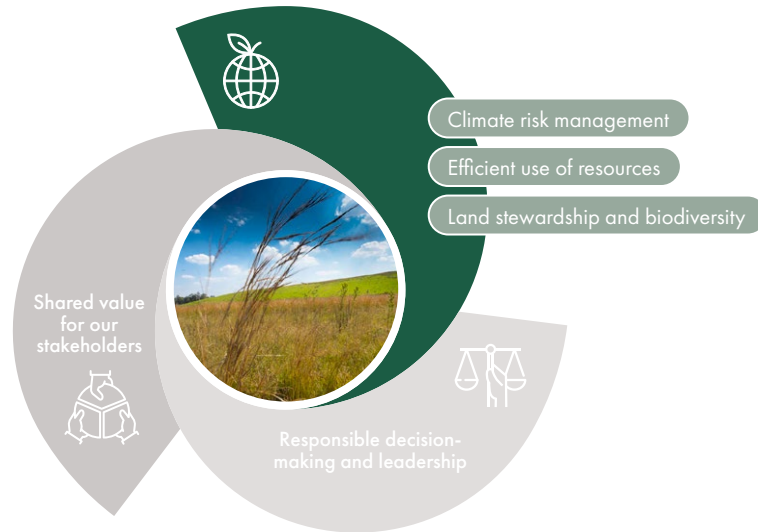 Climate risk management
Efficient use of resources
Land stewardship and biodiversity
Shared value
for our
stakeholders
Responsible decision-
making and leadership